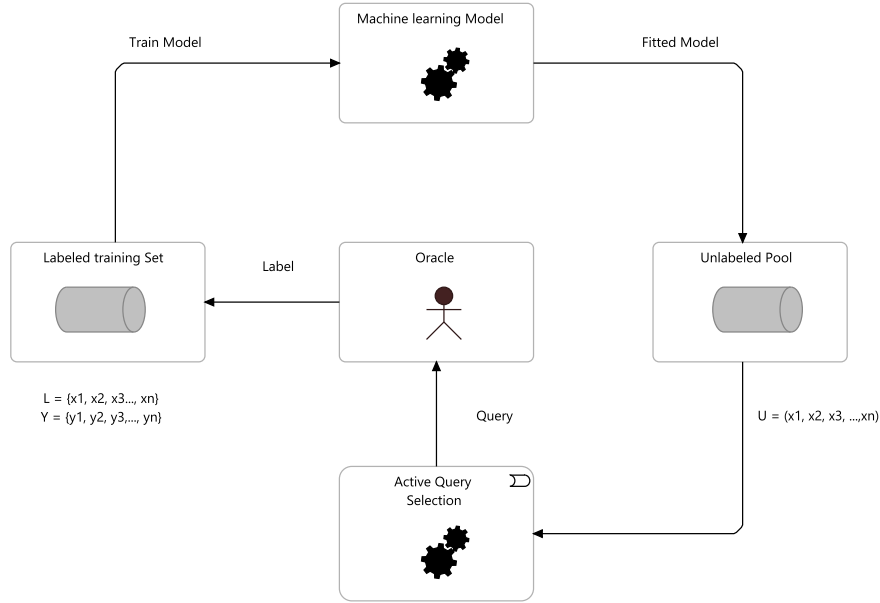 Machine learning Model
Train Model
Fitted Model
Labeled training Set
Label
Oracle
Unlabeled Pool
L = {x1, x2, x3..., xn}
Y = {y1, y2, y3,..., yn}
Query
U = (x1, x2, x3, ...,xn)
Active Query
Selection